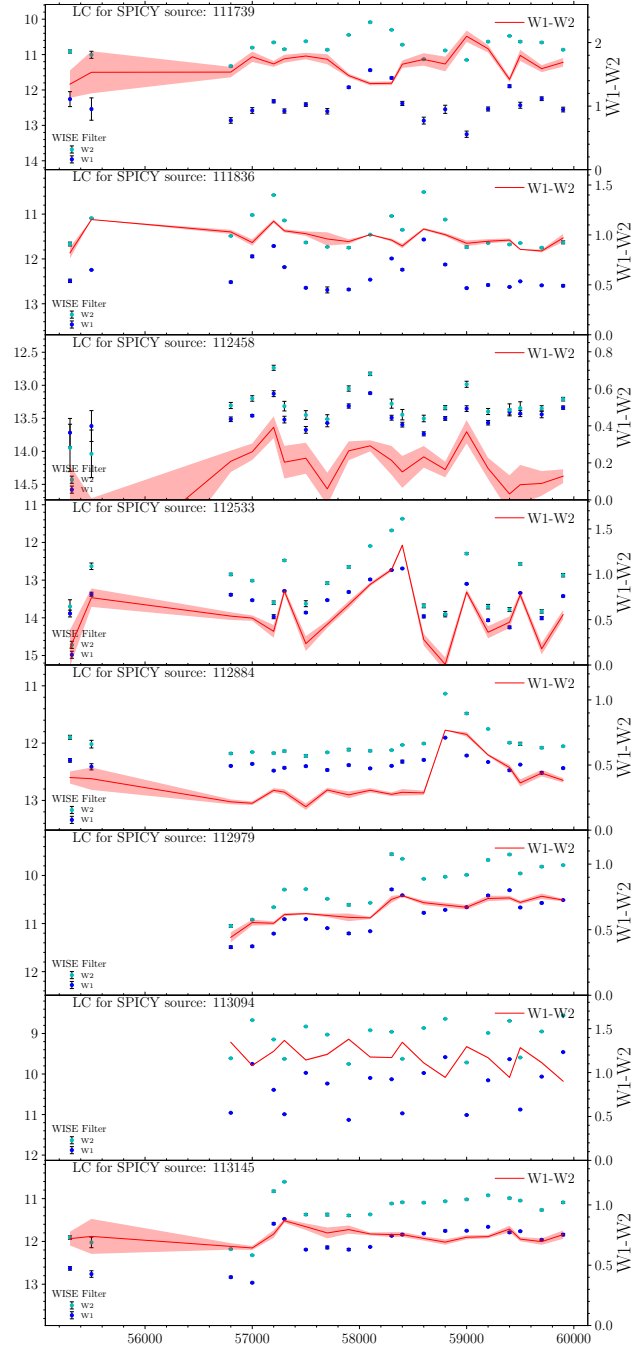 LC for SPICY source: 111739
W1-W2
10
11
12
13
14
2
1
0
W1-W2
WISE Filter
W2
W1
LC for SPICY source: 111836
W1-W2
11
12
13
1.5
1.0
0.5
0.0
W1-W2
WISE Filter
W2
W1
LC for SPICY source: 112458
W1-W2
12.5
13.0
13.5
14.0
14.5
0.8
0.6
0.4
0.2
0.0
W1-W2
WISE Filter
W2
W1
LC for SPICY source: 112533
W1-W2
11
12
13
14
15
1.5
1.0
0.5
0.0
W1-W2
WISE Filter
W2
W1
LC for SPICY source: 112884
W1-W2
11
12
13
1.0
0.5
0.0
W1-W2
WISE Filter
W2
W1
LC for SPICY source: 112979
W1-W2
10
11
12
1.0
0.5
0.0
W1-W2
WISE Filter
W2
W1
LC for SPICY source: 113094
W1-W2
9
10
11
12
1.5
1.0
0.5
0.0
W1-W2
WISE Filter
W2
W1
LC for SPICY source: 113145
W1-W2
11
12
13
1.0
0.5
0.0
W1-W2
WISE Filter
W2
W1
56000
57000
58000
59000
60000